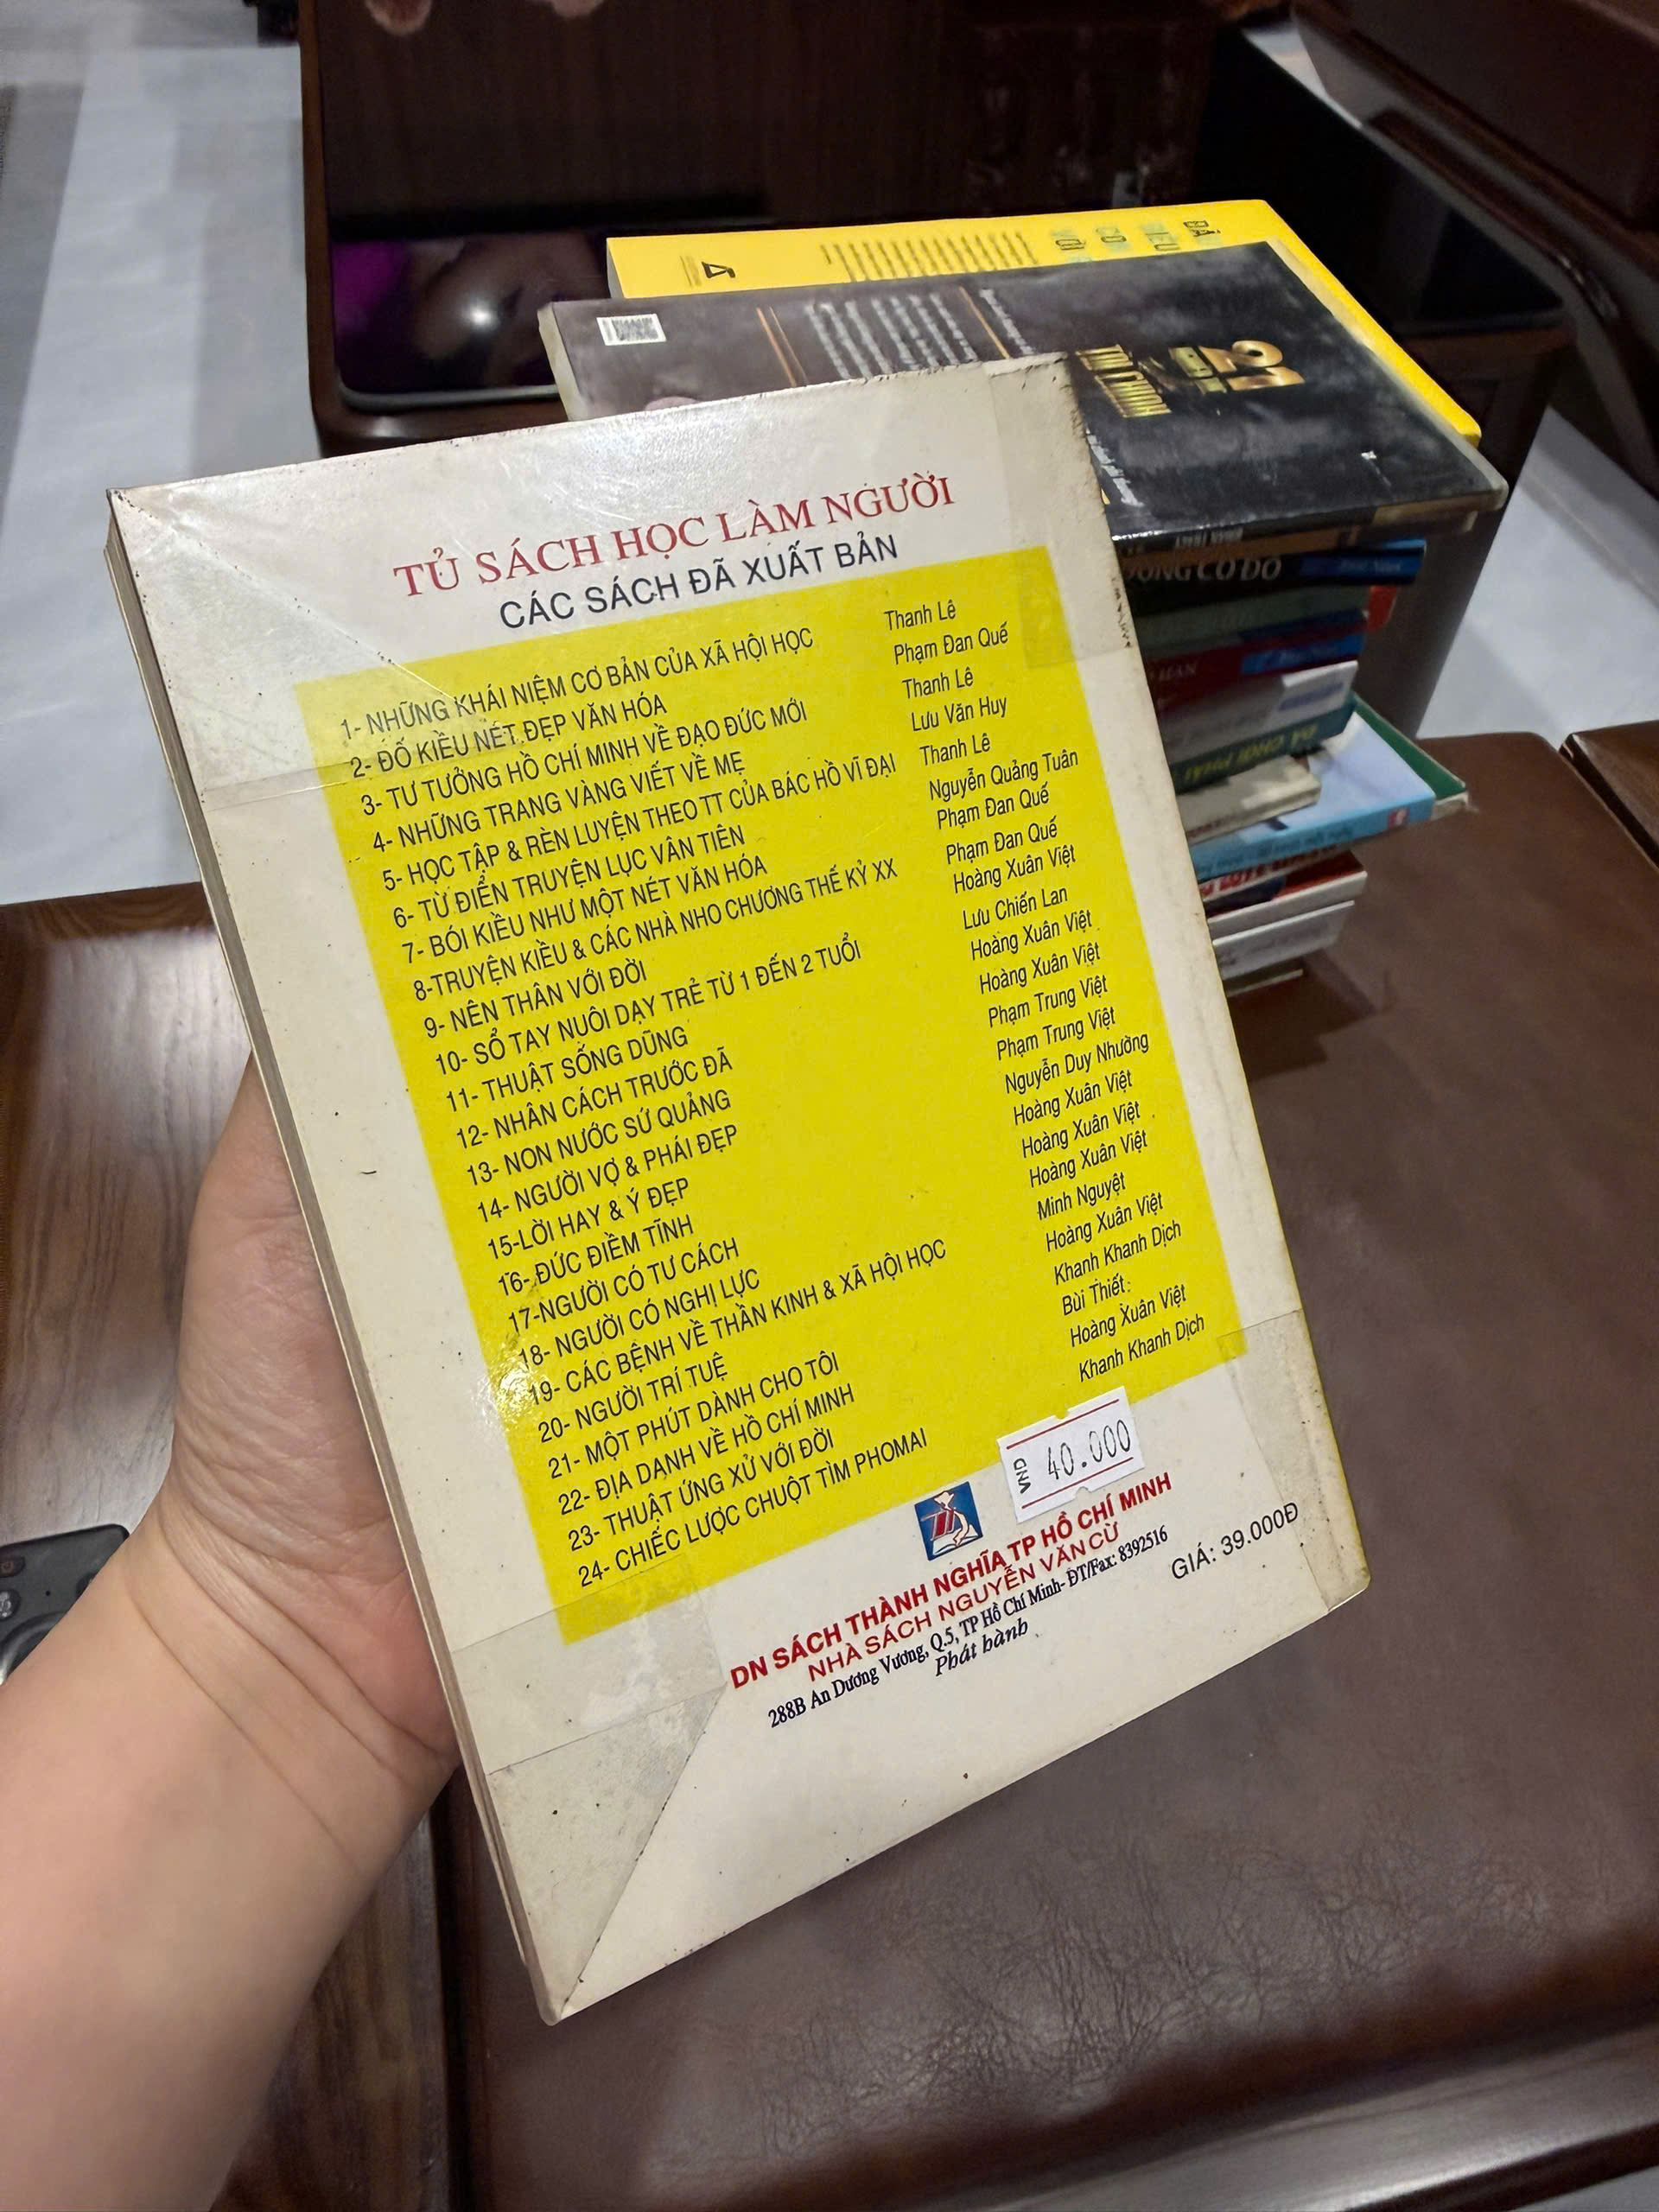 TỦ SÁCH HỌC LÀM NGƯỜI
CÁC SÁCH ĐÃ XUẤT BẢN
1- NHỮNG KHÁI NIỆM CƠ BẢN CỦA XÃ HỘI HỌC Thanh Lê
2- ĐỐ KIỀU NÉT ĐẸP VĂN HÓA Phạm Đan Quế
3- TƯ TƯỞNG HỒ CHÍ MINH VỀ ĐẠO ĐỨC MỚI Thanh Lê
4- NHỮNG TRANG VÀNG VIẾT VỀ MẸ Lưu Văn Huy
5- HỌC TẬP & RÈN LUYỆN THEO TT CỦA BÁC HỒ VĨ ĐẠI Thanh Lê
6- TỪ ĐIỂN TRUYỆN LỤC VÂN TIÊN Nguyễn Quảng Tuân
7- BÓI KIỀU NHƯ MỘT NÉT VĂN HÓA Phạm Đan Quế
8-TRUYỆN KIỀU & CÁC NHÀ NHO CHƯƠNG THẾ KỶ XX Phạm Đan Quế
9- NÊN THÂN VỚI ĐỜI Hoàng Xuân Việt
10- SỔ TAY NUÔI DẠY TRẺ TỪ 1 ĐẾN 2 TUỔI Lưu Chiến Lan
11- THUẬT SỐNG DŨNG Hoàng Xuân Việt
12- NHÂN CÁCH TRƯỚC ĐÃ Hoàng Xuân Việt
13- NON NƯỚC SỨ QUẢNG Phạm Trung Việt
14- NGƯỜI VỢ & PHÁI ĐẸP Phạm Trung Việt
15-LỜI HAY & Ý ĐẸP Nguyễn Duy Nhường
16- ĐỨC ĐIỀM TĨNH Hoàng Xuân Việt
17-NGƯỜI CÓ TƯ CÁCH Hoàng Xuân Việt
18- NGƯỜI CÓ NGHỊ LỰC Hoàng Xuân Việt
19- CÁC BỆNH VỀ THẦN KINH & XÃ HỘI HỌC Minh Nguyệt
20- NGƯỜI TRÍ TUỆ Hoàng Xuân Việt
21- MỘT PHÚT DÀNH CHO TÔI Khanh Khanh Dịch
22- ĐỊA DANH VỀ HỒ CHÍ MINH Bùi Thiết
23- THUẬT ỨNG XỬ VỚI ĐỜI Hoàng Xuân Việt
24- CHIẾC LƯỢC CHUỘT TÌM PHOMAI Khanh Khanh Dịch
VND 40.000
DN SÁCH THÀNH NGHĨA TP HỒ CHÍ MINH
NHÀ SÁCH NGUYỄN VĂN CỪ
288B An Dương Vương, Q.5, TP Hồ Chí Minh- ĐT/Fax: 8392516
Phát hành
GIÁ: 39.000Đ
21